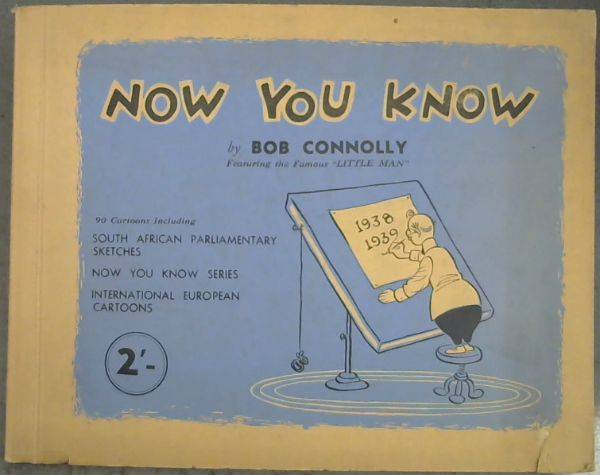 NOW YOU KNOW
by BOB CONNOLLY
Featuring the Famous "LITTLE MAN"
90 Cartoons Including
SOUTH AFRICAN PARLIAMENTARY
SKETCHES
NOW YOU KNOW SERIES
INTERNATIONAL EUROPEAN
CARTOONS
2'-
1938
1939